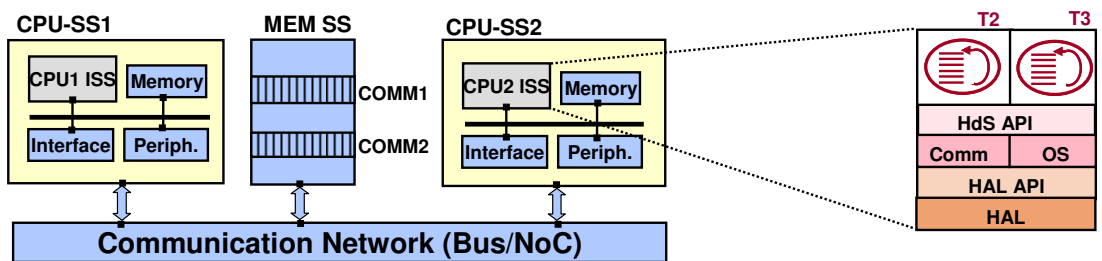 CPU-SS1
MEM SS
CPU-SS2
T2
T3
CPU1 ISS
Memory
COMM1
CPU2 ISS
Memory
COMM2
Interface
Periph.
Interface
Periph.
HdS API
Comm
OS
HAL API
HAL
Communication Network (Bus/NoC)